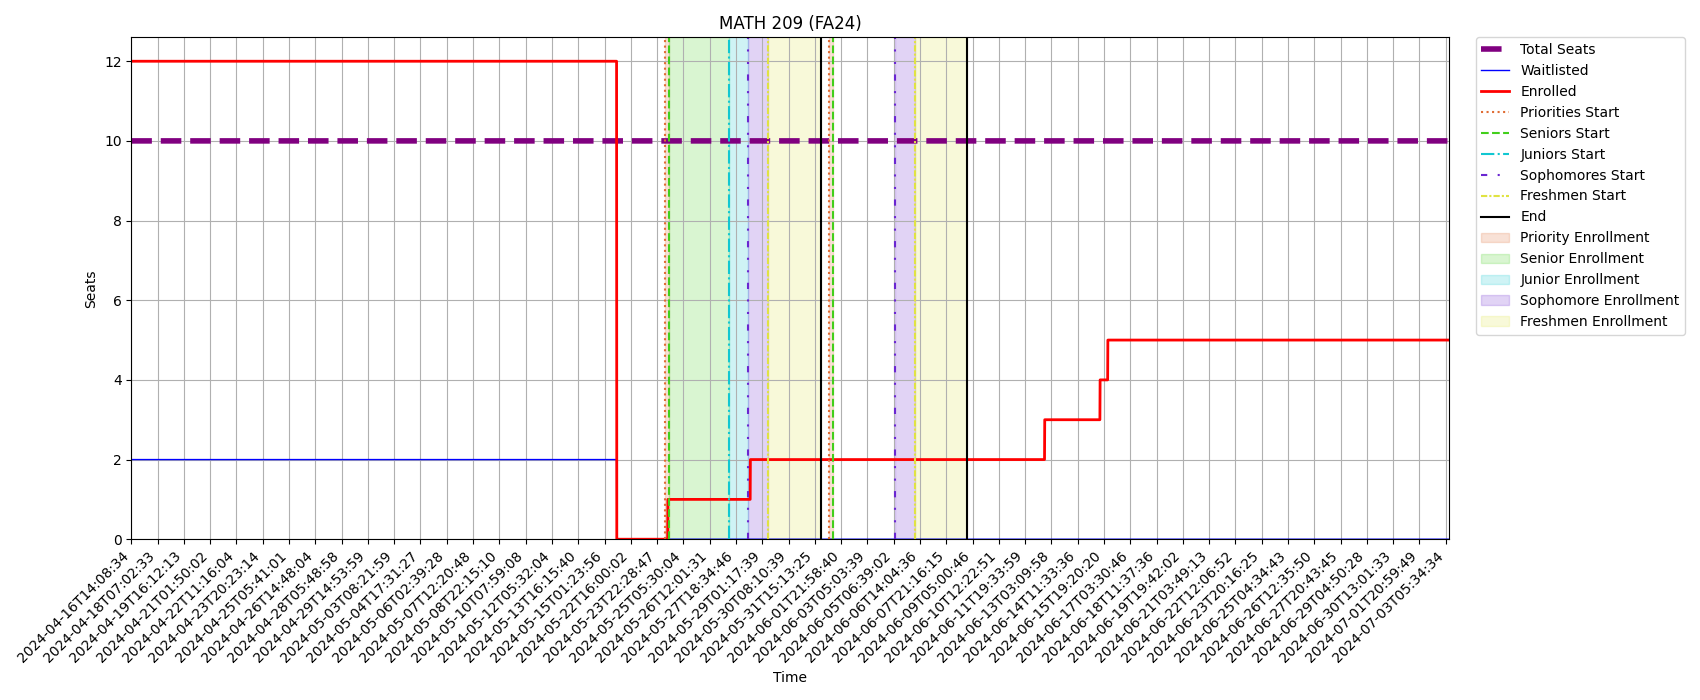 MATH 209 (FA24)
Seats
12
10
8
6
4
2
0
2024-04-16T14:08:34
2024-04-18T07:02:33
2024-04-19T16:12:13
2024-04-21T01:50:02
2024-04-22T11:16:04
2024-04-23T20:23:14
2024-04-25T05:41:01
2024-04-26T14:48:04
2024-04-28T05:48:58
2024-04-29T14:53:59
2024-05-03T08:21:59
2024-05-04T17:31:27
2024-05-06T02:39:28
2024-05-07T12:20:48
2024-05-08T22:15:10
2024-05-10T07:59:08
2024-05-12T05:32:04
2024-05-13T16:15:40
2024-05-15T01:23:56
2024-05-22T16:00:02
2024-05-23T22:28:47
2024-05-25T05:30:04
2024-05-26T12:01:31
2024-05-27T18:34:46
2024-05-29T01:17:39
2024-05-30T08:10:39
2024-05-31T15:13:25
2024-06-01T21:58:40
2024-06-03T05:03:39
2024-06-05T06:39:02
2024-06-06T14:04:36
2024-06-07T21:16:15
2024-06-09T05:00:46
2024-06-10T12:22:51
2024-06-11T19:33:59
2024-06-13T03:09:58
2024-06-14T11:33:36
2024-06-15T19:20:20
2024-06-17T03:30:46
2024-06-18T11:37:36
2024-06-19T19:42:02
2024-06-21T03:49:13
2024-06-22T12:06:52
2024-06-23T20:16:25
2024-06-25T04:34:43
2024-06-26T12:35:50
2024-06-27T20:43:45
2024-06-29T04:50:28
2024-06-30T13:01:33
2024-07-01T20:59:49
2024-07-03T05:34:34
Time
Total Seats
Waitlisted
Enrolled
Priorities Start
Seniors Start
Juniors Start
Sophomores Start
Freshmen Start
End
Priority Enrollment
Senior Enrollment
Junior Enrollment
Sophomore Enrollment
Freshmen Enrollment